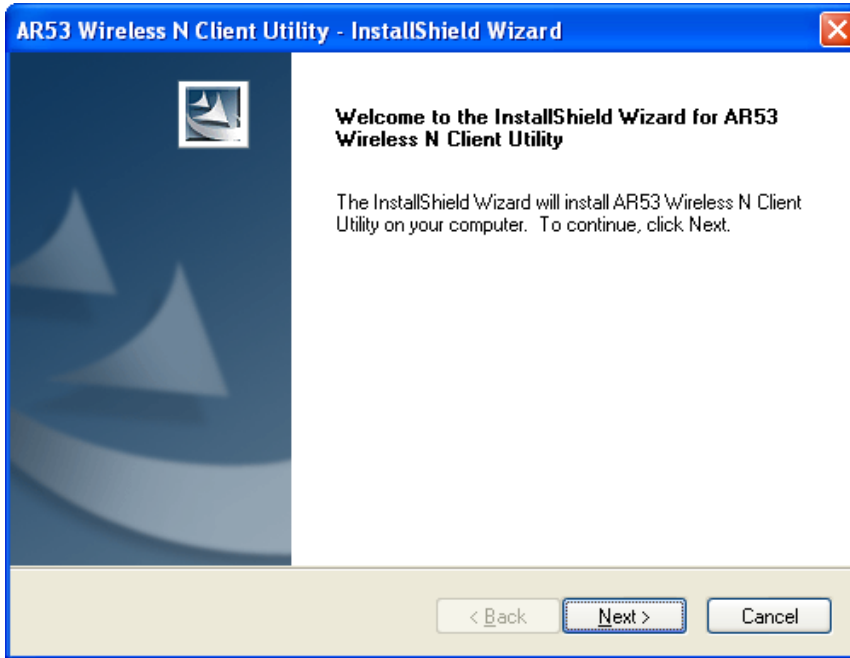 AR53 Wireless N Client Utility - InstallShield Wizard
Welcome to the InstallShield Wizard for AR53
Wireless N Client Utility
The InstallShield Wizard will install AR53 Wireless N Client
Utility on your computer. To continue, click Next.
< Back
Next >
Cancel